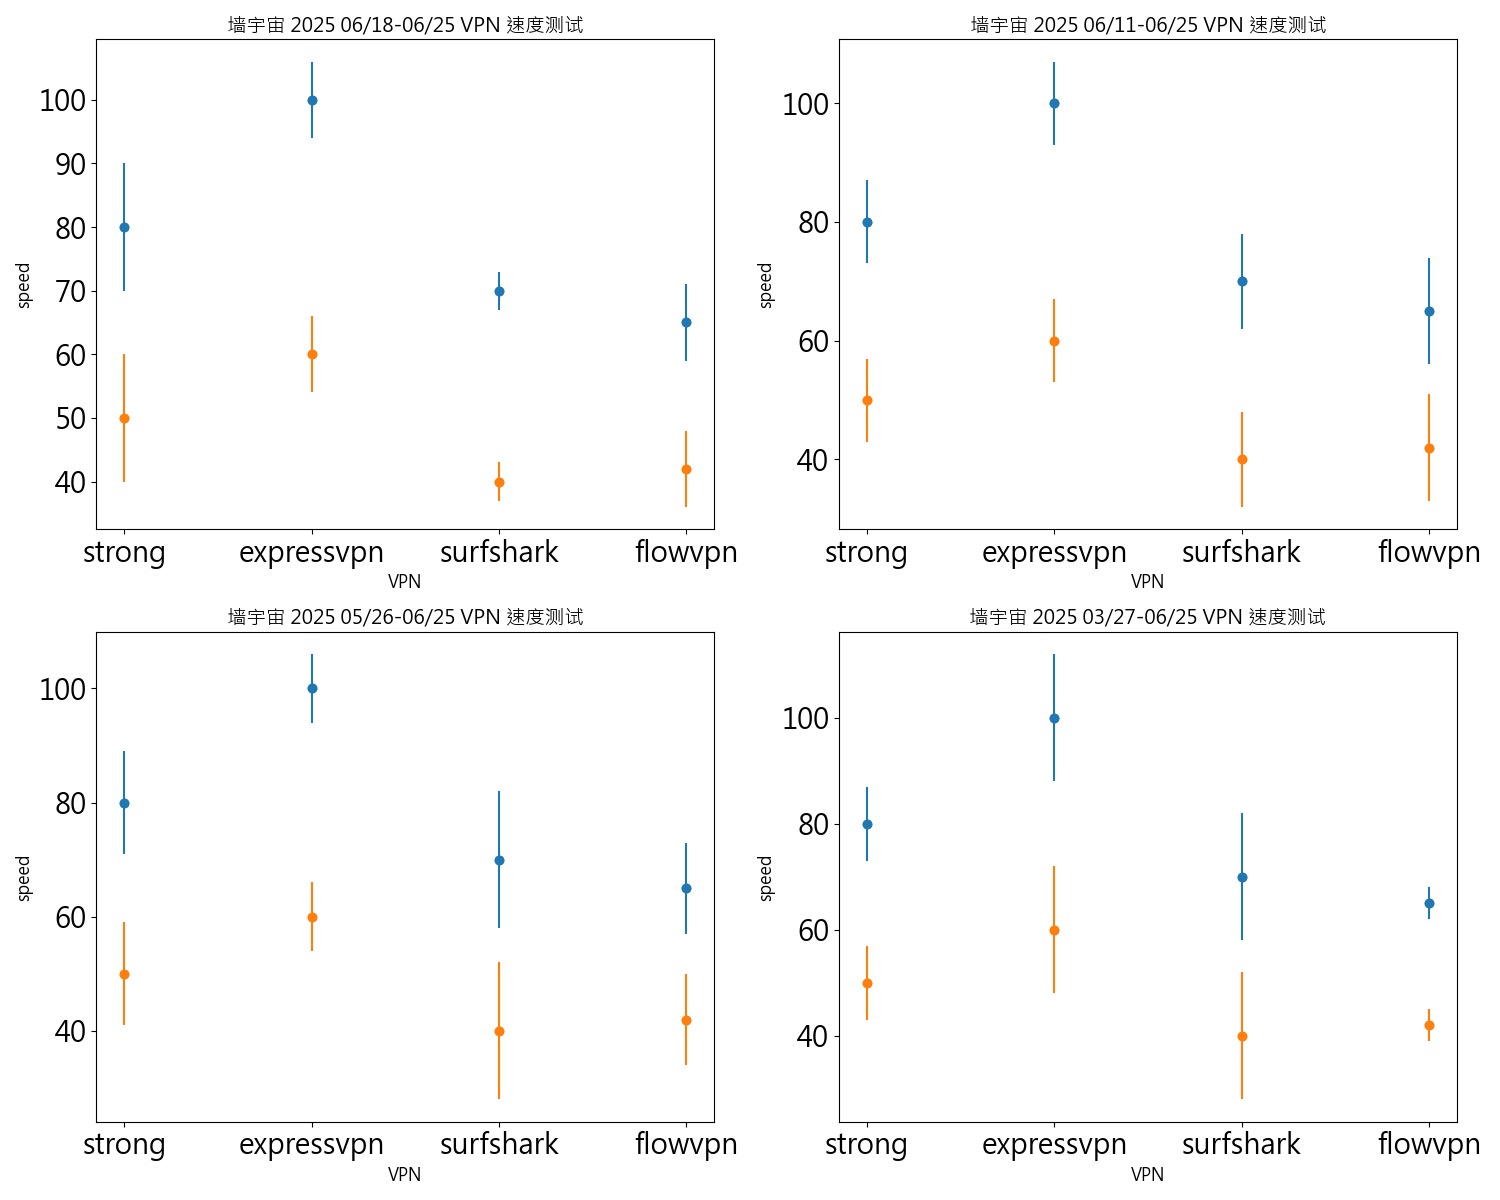 墙宇宙 2025 06/18-06/25 VPN 速度测试
100
90
80
70
60
50
40
speed
strong expressvpn surfshark flowvpn
VPN
墙宇宙 2025 06/11-06/25 VPN 速度测试
100
80
60
40
speed
strong expressvpn surfshark flowvpn
VPN
墙宇宙 2025 05/26-06/25 VPN 速度测试
100
80
60
40
speed
strong expressvpn surfshark flowvpn
VPN
墙宇宙 2025 03/27-06/25 VPN 速度测试
100
80
60
40
speed
strong expressvpn surfshark flowvpn
VPN